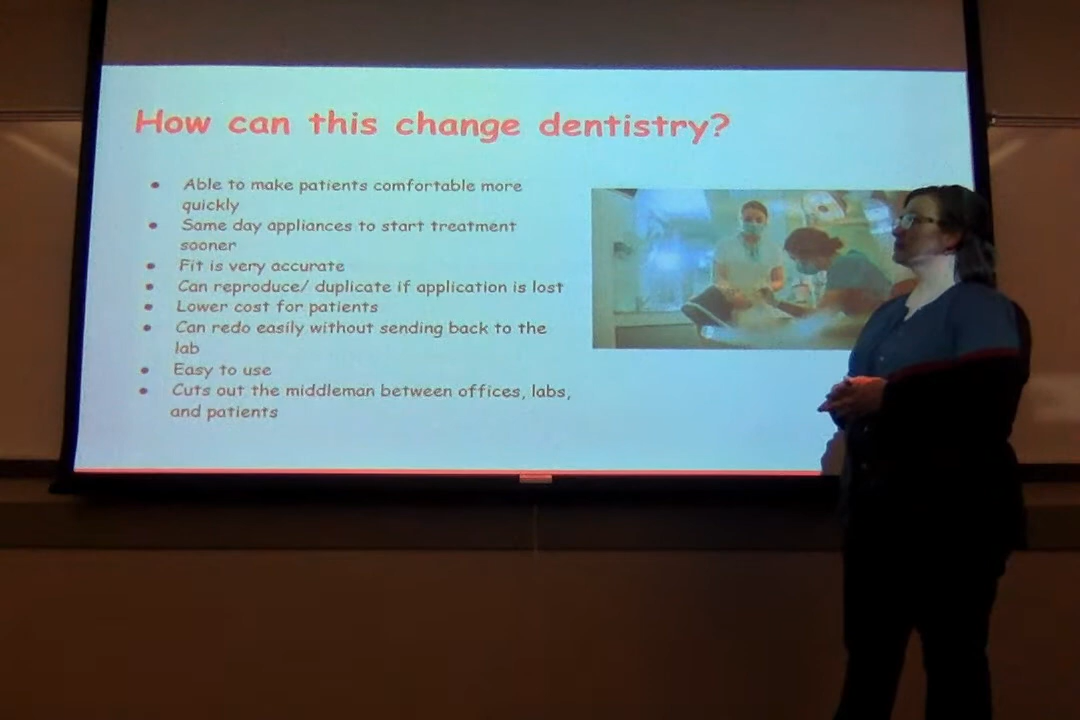 How can this change dentistry?
● Able to make patients comfortable more
quickly
● Same day appliances to start treatment
sooner
● Fit is very accurate
● Can reproduce/ duplicate if application is lost
● Lower cost for patients
● Can redo easily without sending back to the
lab
● Easy to use
● Cuts out the middleman between offices, labs,
and patients